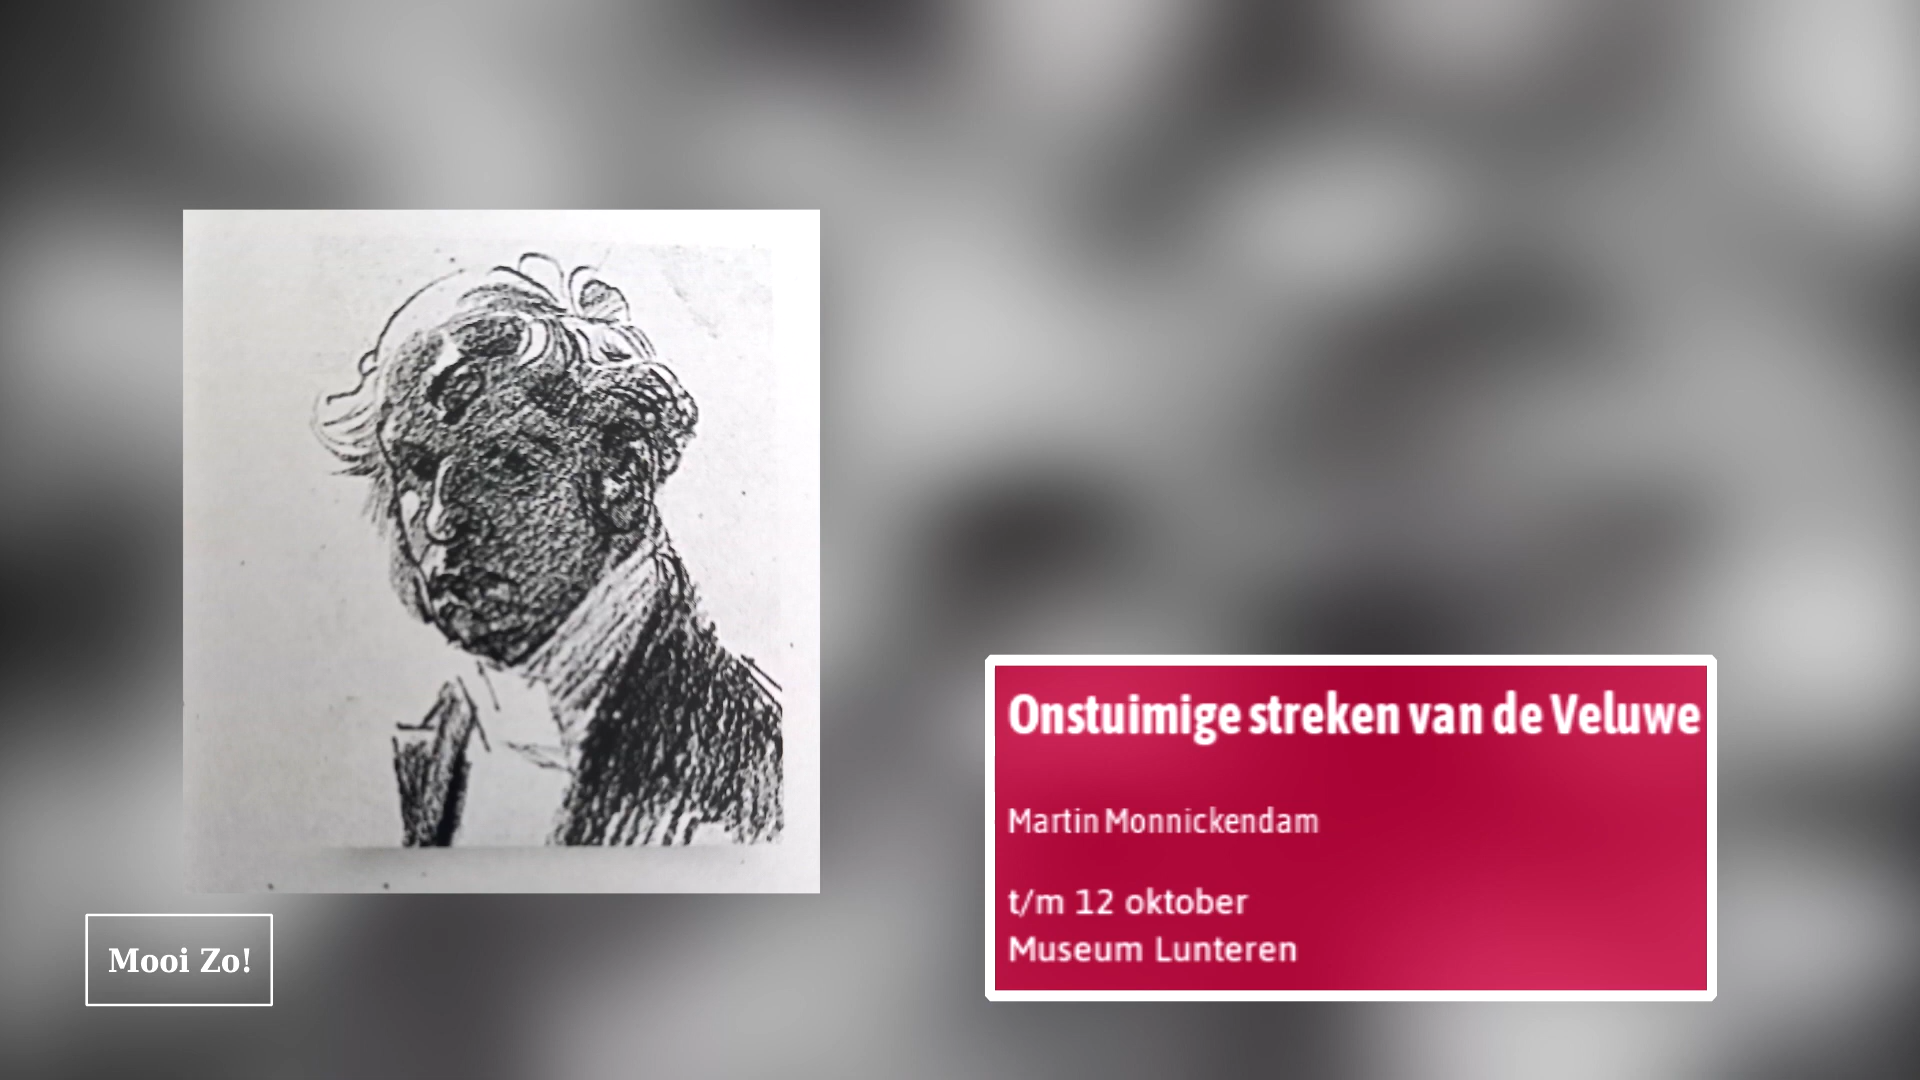 Onstuimige streken van de Veluwe
Martin Monnickendam
t/m 12 oktober
Museum Lunteren
Mooi Zo!